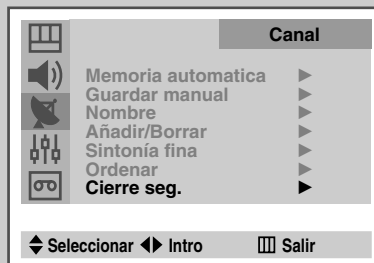 Canal
Memoria automatica
Guardar manual
Nombre
Añadir/Borrar
Sintonía fina
Ordenar
Cierre seg.
Seleccionar Intro Salir